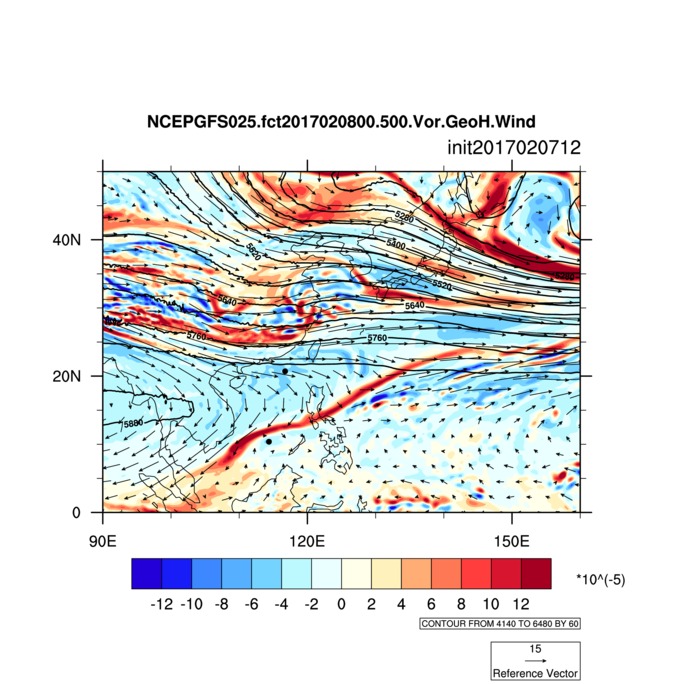 NCEPGFS025.fct2017020800.500.Vor.GeoH.Wind
init2017020712
5280
5400
5520
5520
5280
5640
5640
5760
5760
5880
40N
20N
0
90E 120E 150E
-12 -10 -8 -6 -4 -2 0 2 4 6 8 10 12
*10^(-5)
CONTOUR FROM 4140 TO 6480 BY 60
15
Reference Vector